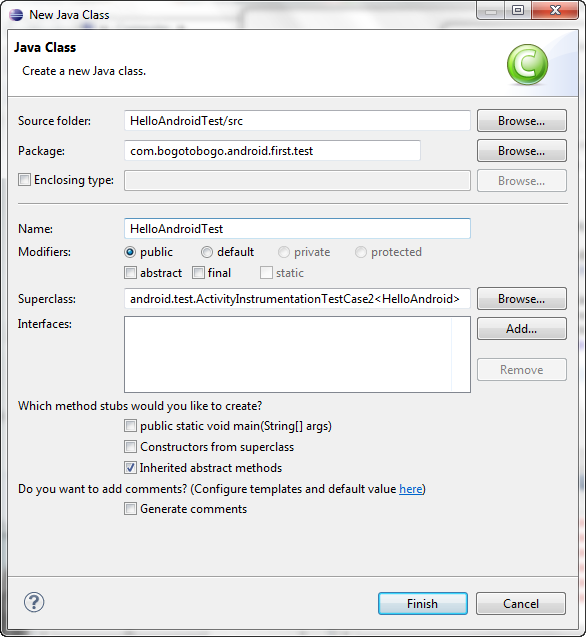 New Java Class
Java Class
Create a new Java class.
C
Source folder: HelloAndroidTest/src Browse...
Package: com.bogotobogo.android.first.test Browse...
Enclosing type: Browse...
Name: HelloAndroidTest
Modifiers: public default private protected
abstract final static
Superclass: android.test.ActivityInstrumentationTestCase2<HelloAndroid> Browse...
Interfaces: Add...
Remove
Which method stubs would you like to create?
public static void main(String[] args)
Constructors from superclass
Inherited abstract methods
Do you want to add comments? (Configure templates and default value here)
Generate comments
? Finish Cancel